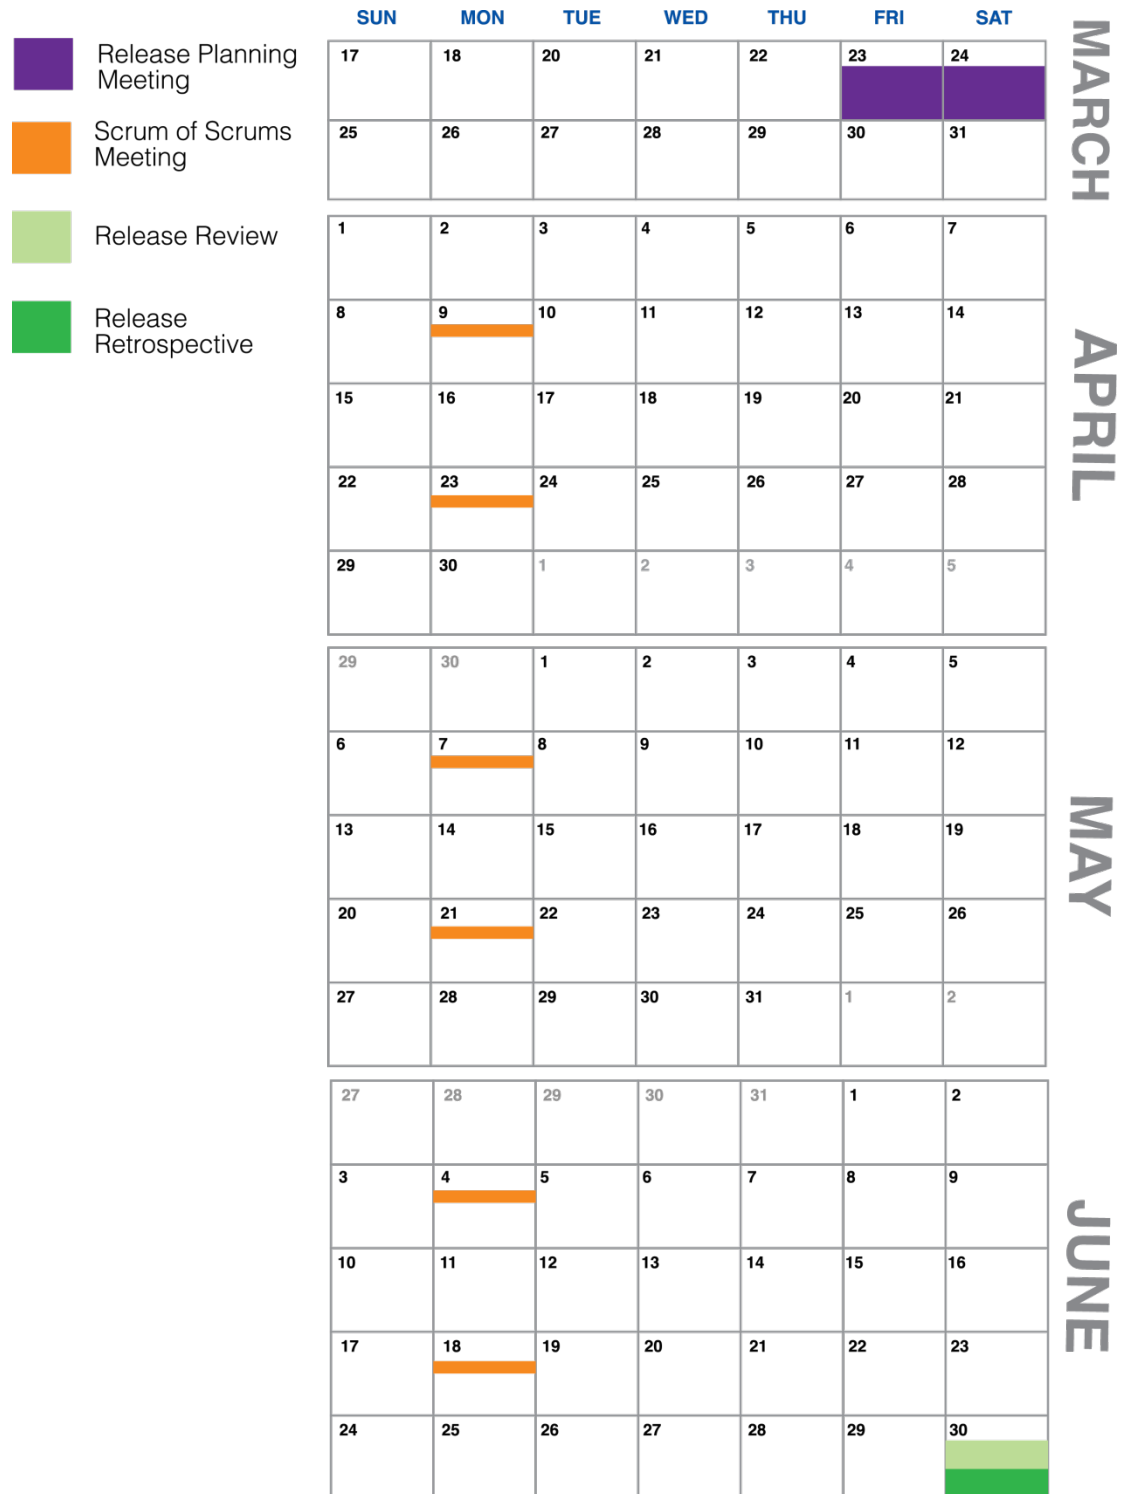 SUN MON TUE WED THU FRI SAT
Release Planning
Meeting
Scrum of Scrums
Meeting
Release Review
Release
Retrospective
MARCH
17 18 20 21 22 23 24
25 26 27 28 29 30 31
APRIL
1 2 3 4 5 6 7
8 9 10 11 12 13 14
15 16 17 18 19 20 21
22 23 24 25 26 27 28
29 30 1 2 3 4 5
MAY
29 30 1 2 3 4 5
6 7 8 9 10 11 12
13 14 15 16 17 18 19
20 21 22 23 24 25 26
27 28 29 30 31 1 2
JUNE
27 28 29 30 31 1 2
3 4 5 6 7 8 9
10 11 12 13 14 15 16
17 18 19 20 21 22 23
24 25 26 27 28 29 30